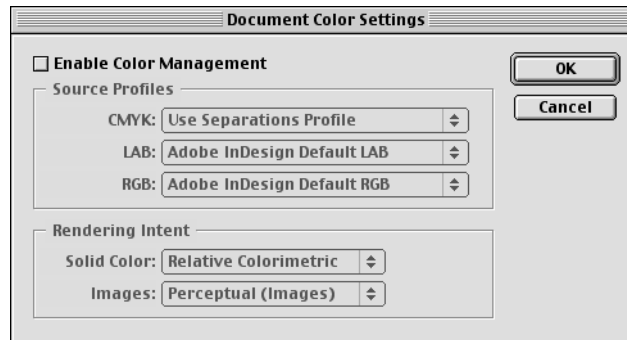 Document Color Settings
Enable Color Management
OK
Source Profiles
Cancel
CMYK: Use Separations Profile
LAB: Adobe InDesign Default LAB
RGB: Adobe InDesign Default RGB
Rendering Intent
Solid Color: Relative Colorimetric
Images: Perceptual (Images)